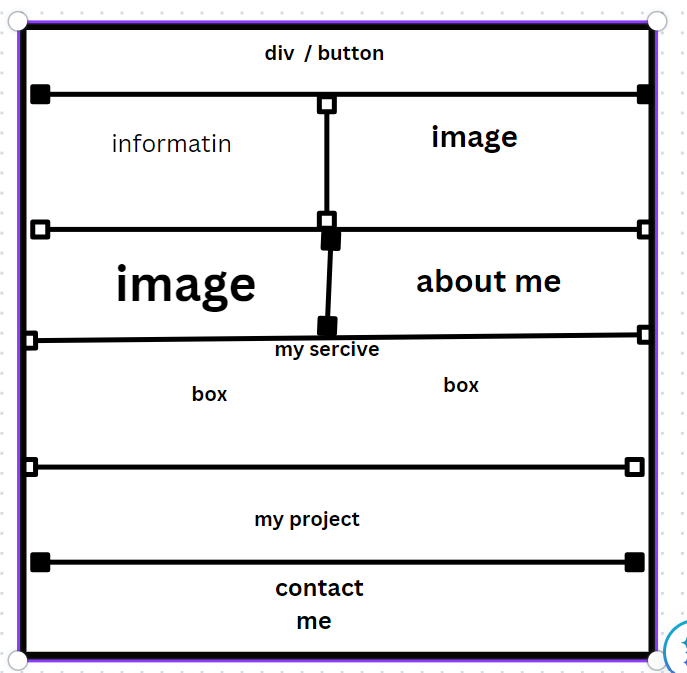 div / button
informatin
image
image
about me
my sercive
box
box
my project
contact
me